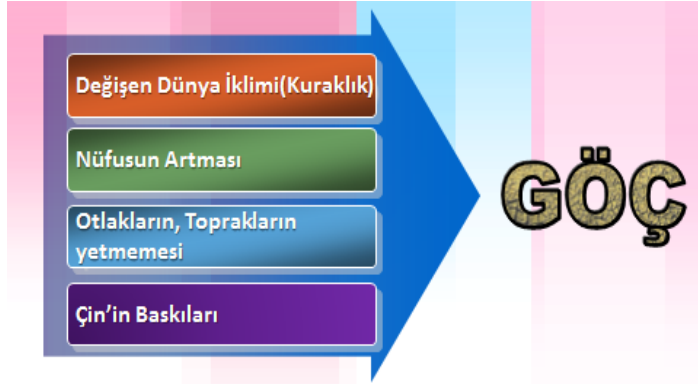 Değişen Dünya İklimi(Kuraklık)
Nüfusun Artması
Otlakların, Toprakların
yetmemesi
Çin’in Baskıları
GÖÇ